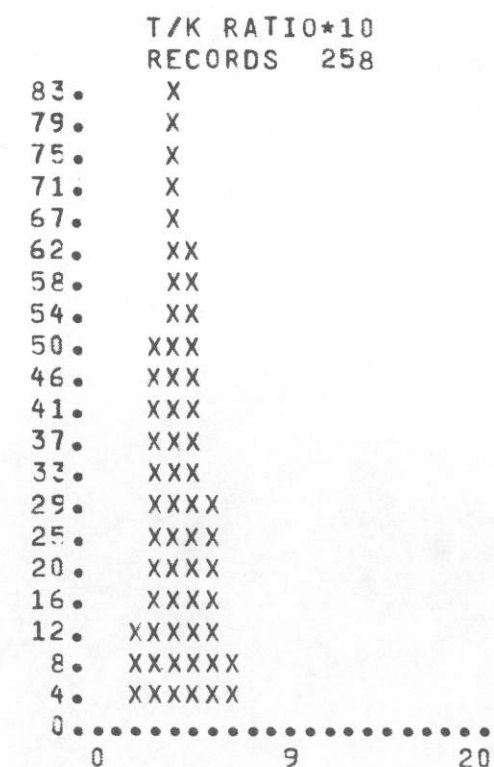 T/K RATIO*10
RECORDS 258
83. X
79. X
75. X
71. X
67. X
62. XX
58. XX
54. XX
50. XXX
46. XXX
41. XXX
37. XXX
33. XXX
29. XXXX
25. XXXX
20. XXXX
16. XXXX
12. XXXXX
8. XXXXXX
4. XXXXXX
0......................
0 9 20